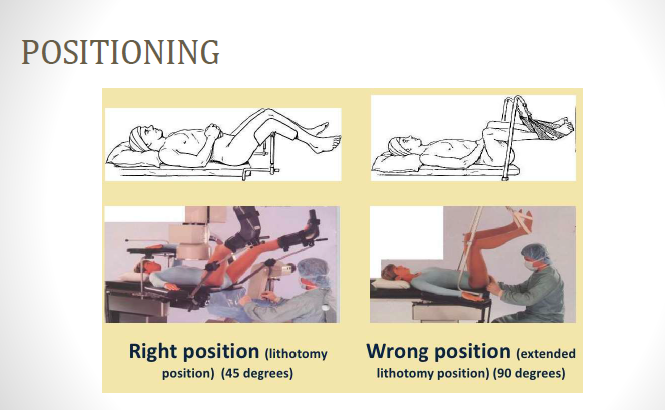 POSITIONING
Right position (lithotomy
position) (45 degrees)
Wrong position (extended
lithotomy position) (90 degrees)